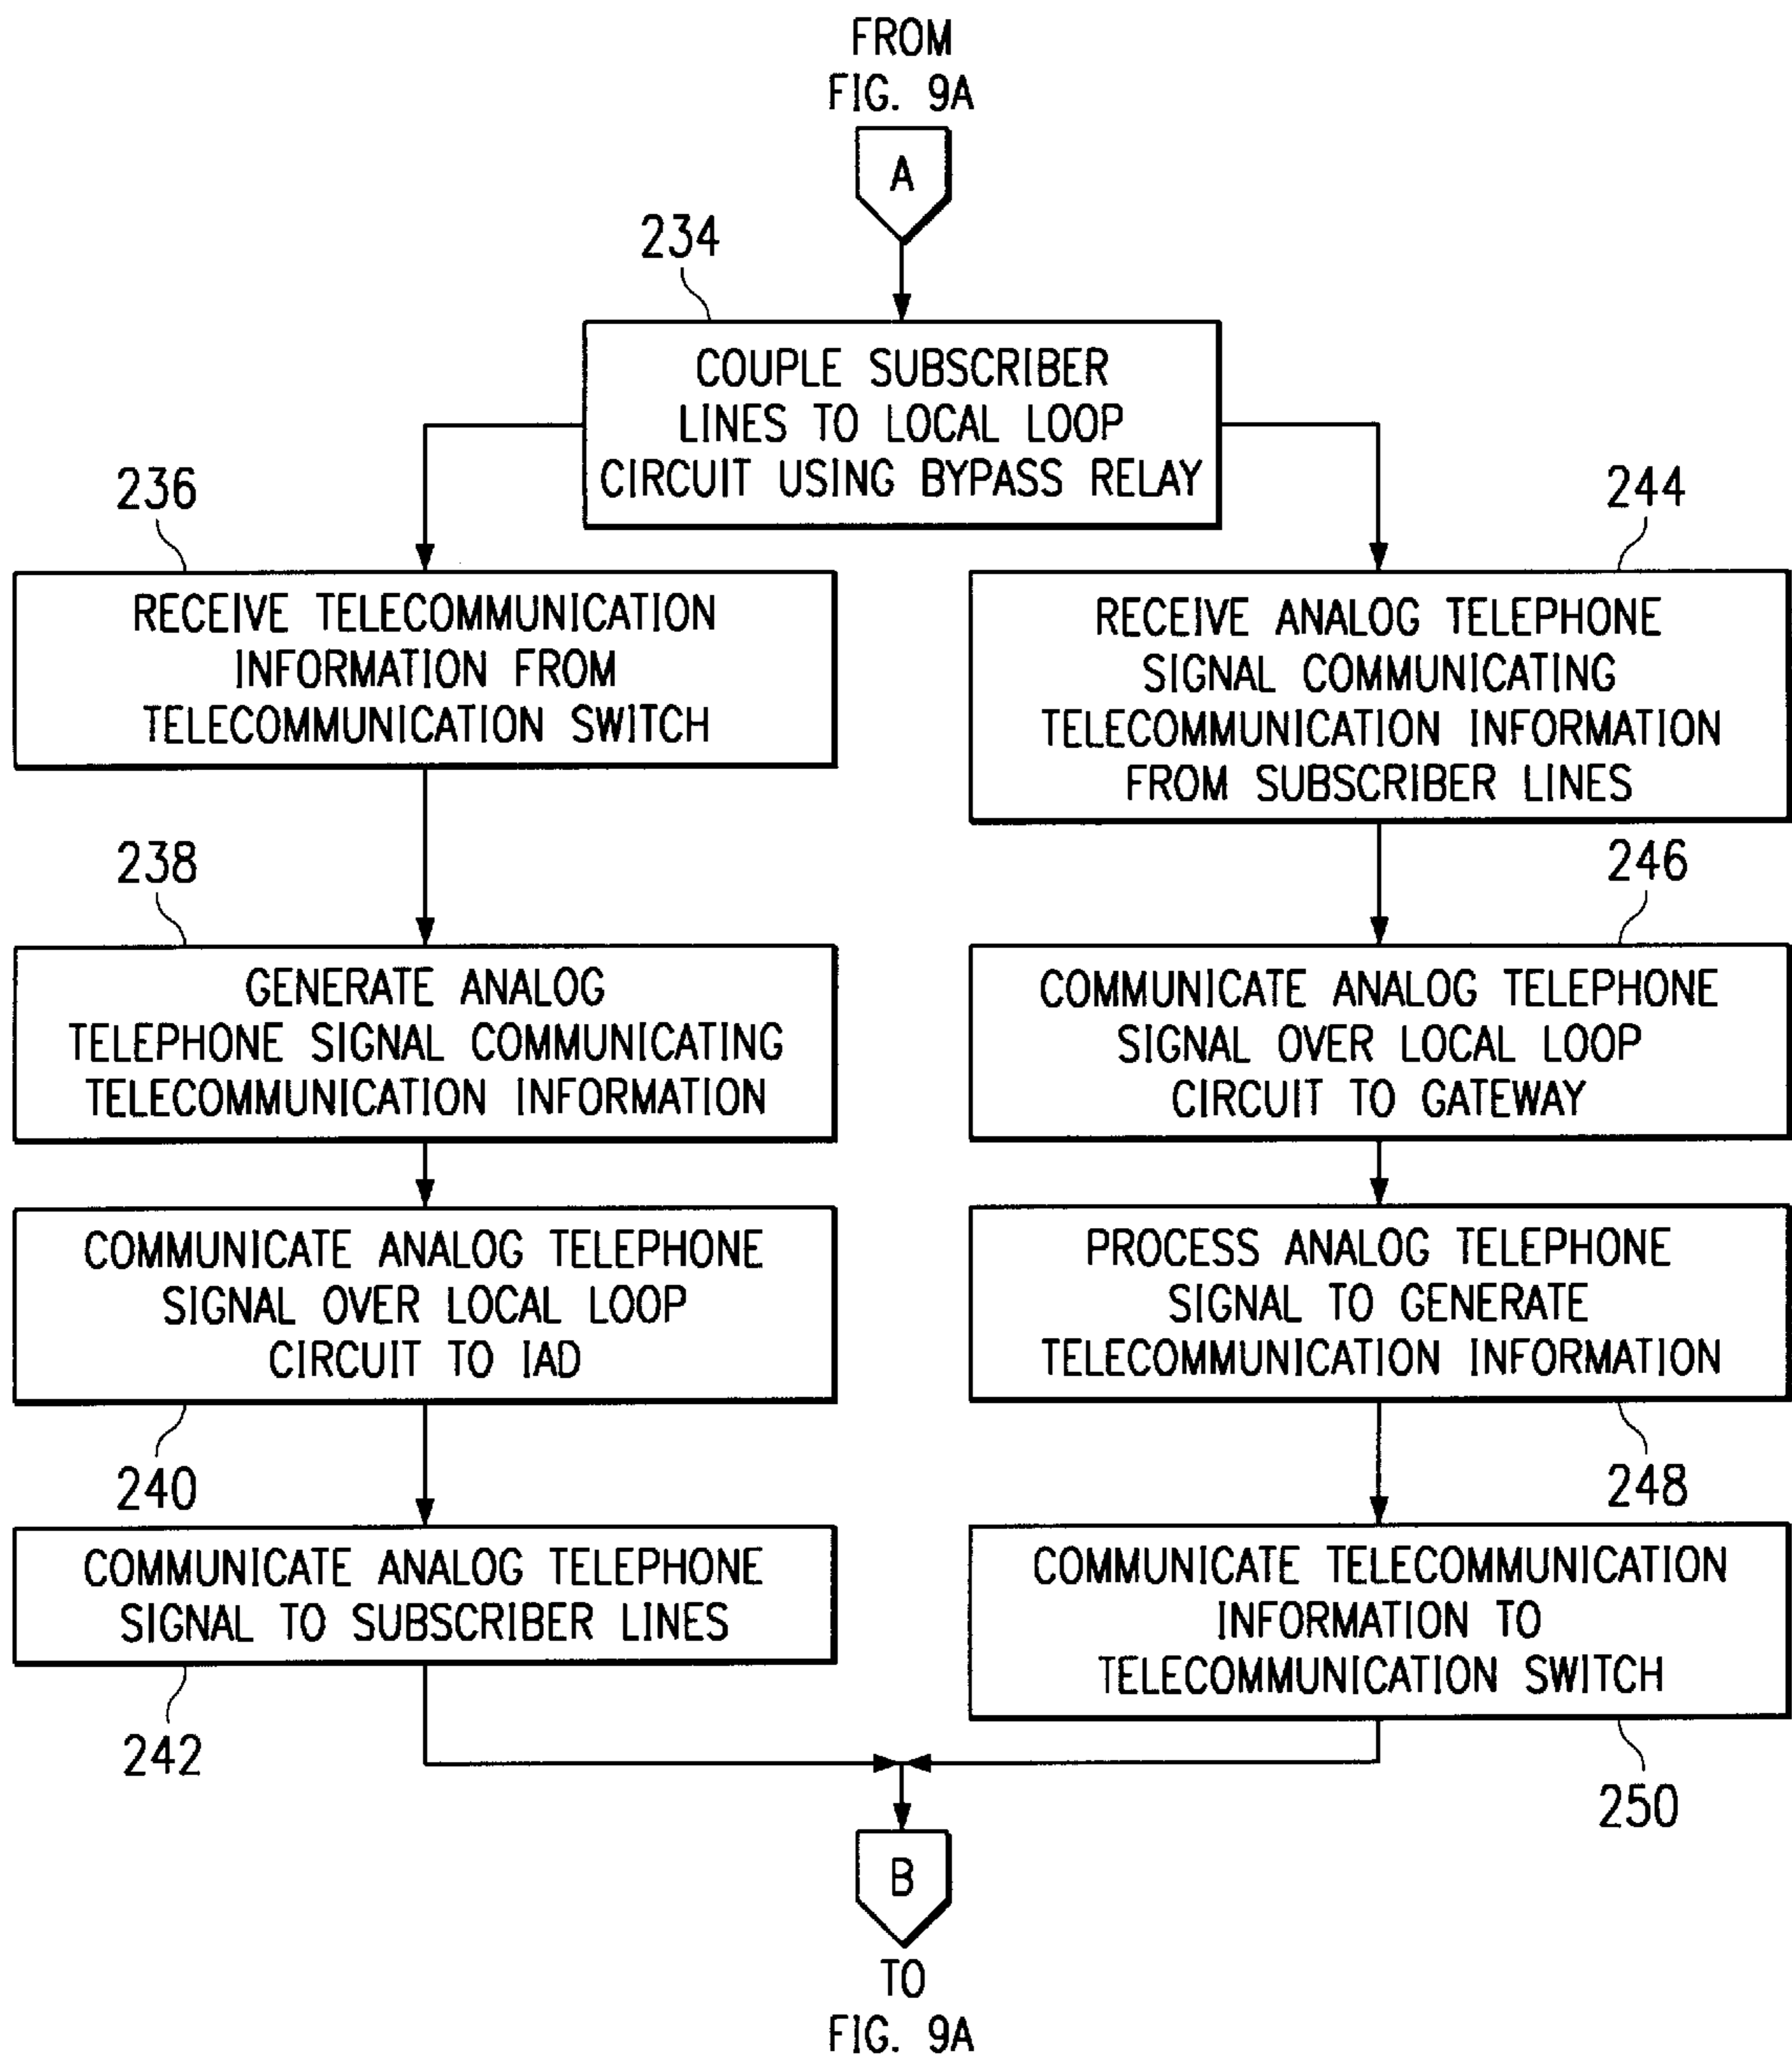 FROM
FIG. 9A
A
234
COUPLE SUBSCRIBER
LINES TO LOCAL LOOP
CIRCUIT USING BYPASS RELAY
236
RECEIVE TELECOMMUNICATION
INFORMATION FROM
TELECOMMUNICATION SWITCH
238
GENERATE ANALOG
TELEPHONE SIGNAL COMMUNICATING
TELECOMMUNICATION INFORMATION
COMMUNICATE ANALOG TELEPHONE
SIGNAL OVER LOCAL LOOP
CIRCUIT TO IAD
240
COMMUNICATE ANALOG TELEPHONE
SIGNAL TO SUBSCRIBER LINES
242
244
RECEIVE ANALOG TELEPHONE
SIGNAL COMMUNICATING
TELECOMMUNICATION INFORMATION
FROM SUBSCRIBER LINES
246
COMMUNICATE ANALOG TELEPHONE
SIGNAL OVER LOCAL LOOP
CIRCUIT TO GATEWAY
PROCESS ANALOG TELEPHONE
SIGNAL TO GENERATE
TELECOMMUNICATION INFORMATION
248
COMMUNICATE TELECOMMUNICATION
INFORMATION TO
TELECOMMUNICATION SWITCH
250
B
TO
FIG. 9A